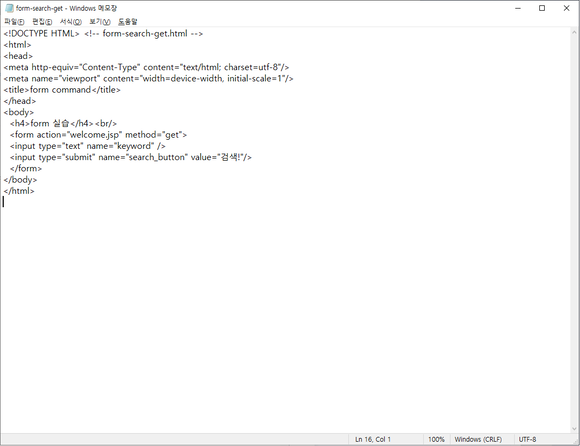 form-search-get - Windows 메모장
파일(F) 편집(E) 서식(O) 보기(V) 도움말
<!DOCTYPE HTML> <!-- form-search-get.html -->
<html>
<head>
<meta http-equiv="Content-Type" content="text/html; charset=utf-8"/>
<meta name="viewport" content="width=device-width, initial-scale=1"/>
<title>form command</title>
</head>
<body>
<h4>form 실습</h4><br/>
<form action="welcome.jsp" method="get">
<input type="text" name="keyword" />
<input type="submit" name="search_button" value="검색!"/>
</form>
</body>
</html>
Ln 16, Col 1 100% Windows (CRLF) UTF-8